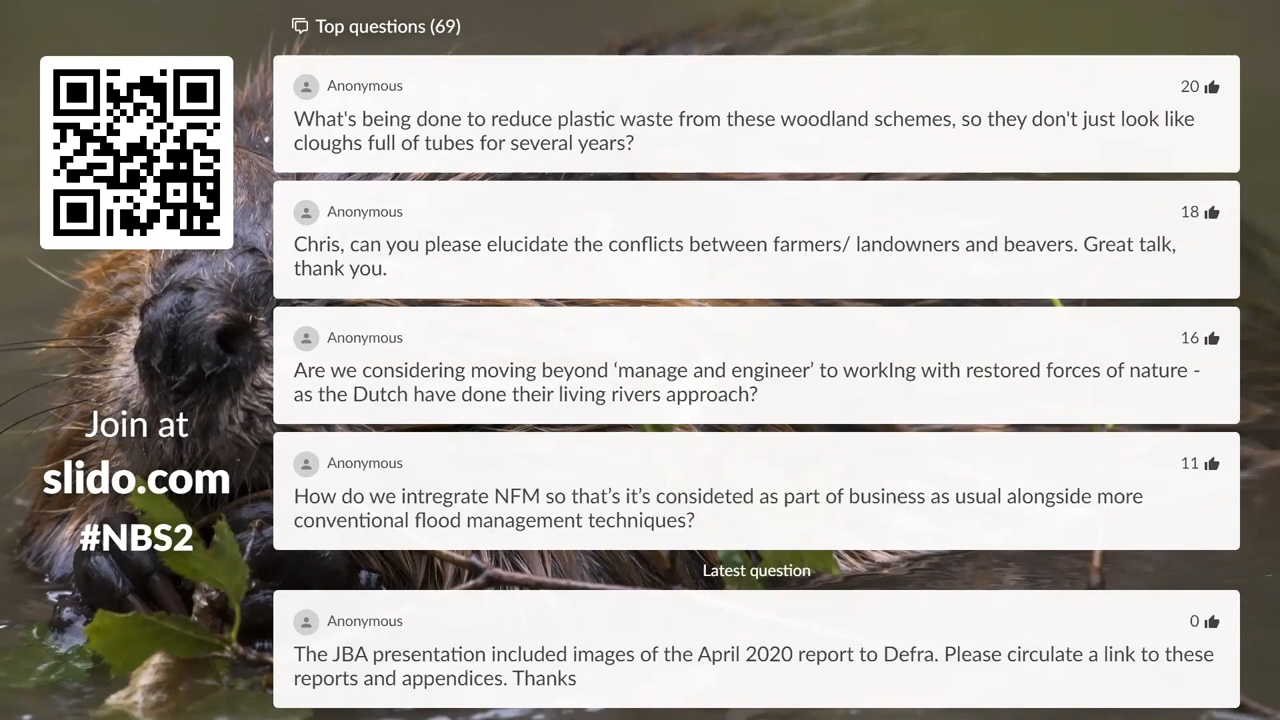 Top questions (69)
Anonymous
20
What's being done to reduce plastic waste from these woodland schemes, so they don't just look like
cloughs full of tubes for several years?
Anonymous
18
Chris, can you please elucidate the conflicts between farmers/ landowners and beavers. Great talk,
thank you.
Anonymous
16
Are we considering moving beyond ‘manage and engineer’ to workIng with restored forces of nature -
as the Dutch have done their living rivers approach?
Anonymous
11
How do we intregrate NFM so that’s it’s consideted as part of business as usual alongside more
conventional flood management techniques?
Latest question
Anonymous
0
The JBA presentation included images of the April 2020 report to Defra. Please circulate a link to these
reports and appendices. Thanks
Join at
slido.com
#NBS2